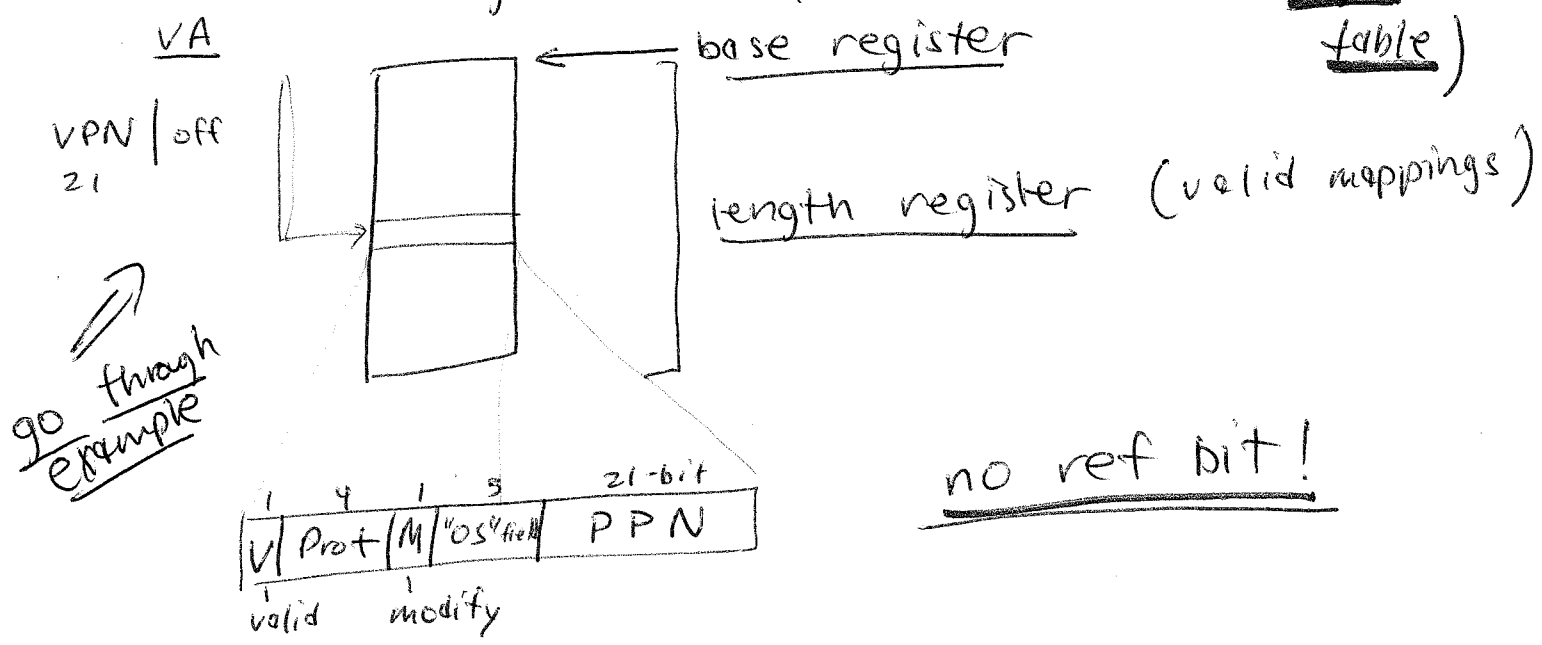 VA
base register
table)
VPN | off
21
length register (valid mappings)
go through
example
no ref bit!
1 4 1 5 21-bit
V Prot M "OS" field PPN
valid modify